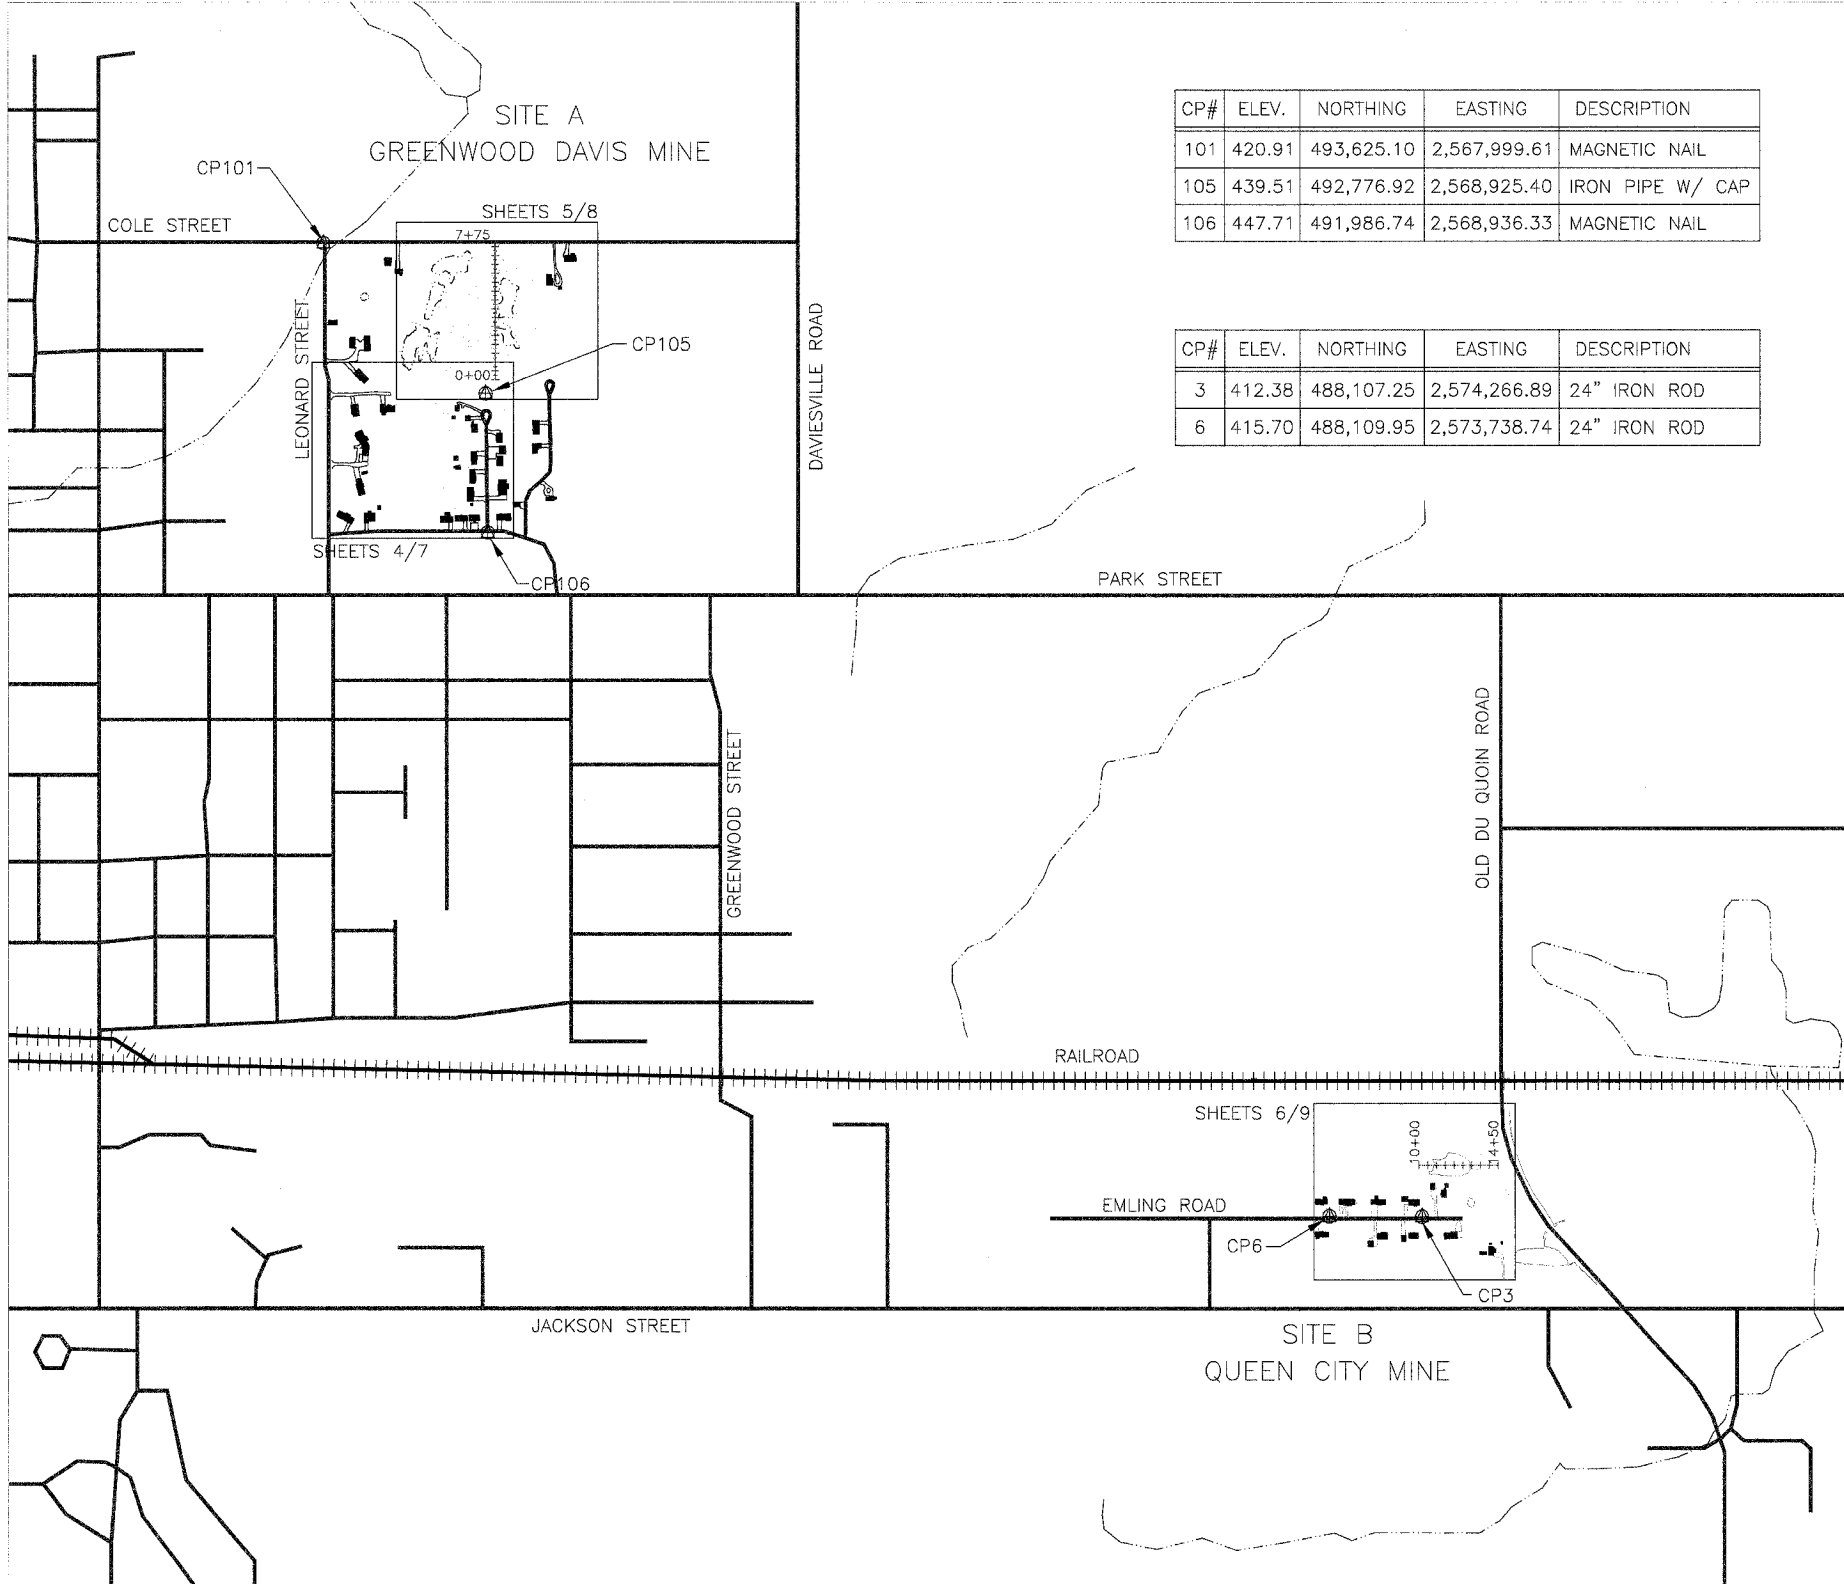 SITE A
GREENWOOD DAVIS MINE
CP101
COLE STREET
SHEETS 5/8
7+75
LEONARD STREET
CP105
0+00
DAVIESVILLE ROAD
SHEETS 4/7
CP106
CP# ELEV. NORTHING EASTING DESCRIPTION
101 420.91 493,625.10 2,567,999.61 MAGNETIC NAIL
105 439.51 492,776.92 2,568,925.40 IRON PIPE W/ CAP
106 447.71 491,986.74 2,568,936.33 MAGNETIC NAIL
CP# ELEV. NORTHING EASTING DESCRIPTION
3 412.38 488,107.25 2,574,266.89 24" IRON ROD
6 415.70 488,109.95 2,573,738.74 24" IRON ROD
PARK STREET
GREENWOOD STREET
OLD DU QUOIN ROAD
RAILROAD
SHEETS 6/9
10+00
14+50
EMLING ROAD
CP6
CP3
JACKSON STREET
SITE B
QUEEN CITY MINE